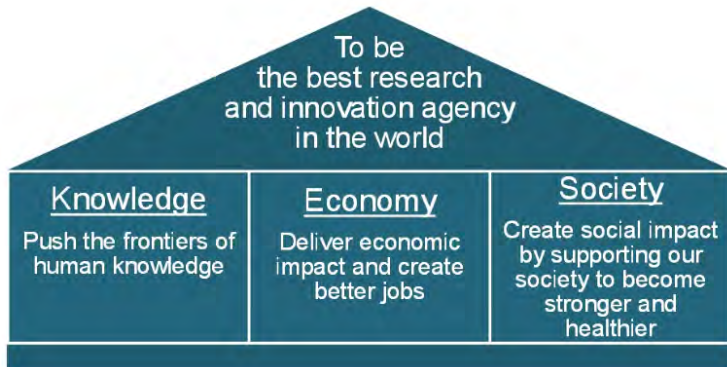 To be
the best research
and innovation agency
in the world
Knowledge
Push the frontiers of
human knowledge
Economy
Deliver economic
impact and create
better jobs
Society
Create social impact
by supporting our
society to become
stronger and
healthier